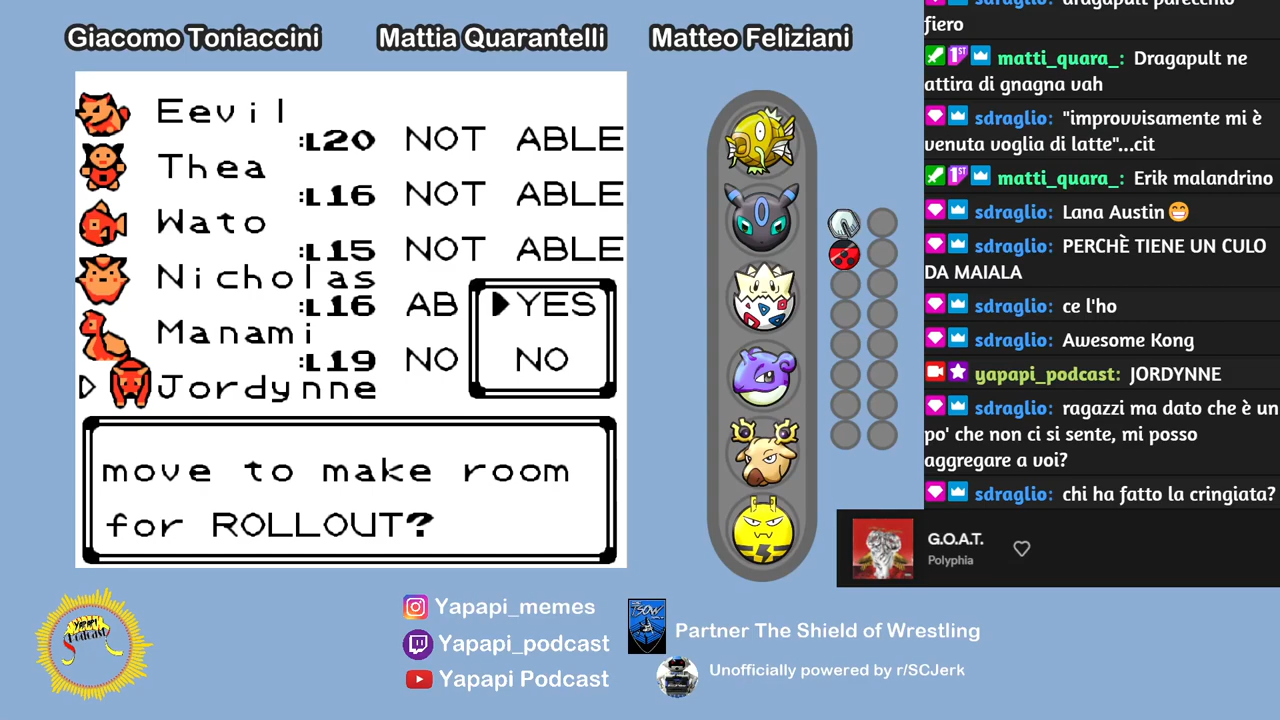 Giacomo Toniaccini
Mattia Quarantelli
Matteo Feliziani
Eevil
:L20 NOT ABLE
Thea
:L16 NOT ABLE
Wato
:L15 NOT ABLE
Nicholas
:L16 AB
Manami
:L19 NO
Jordynne
YES
NO
move to make room
for ROLLOUT?
dragapult parecchio
fiero
matti_quara_: Dragapult ne
attira di gnagna vah
sdraglio: "improvvisamente mi è
venuta voglia di latte"...cit
matti_quara_: Erik malandrino
sdraglio: Lana Austin😁
sdraglio: PERCHÈ TIENE UN CULO
DA MAIALA
sdraglio: ce l'ho
sdraglio: Awesome Kong
yapapi_podcast: JORDYNNE
sdraglio: ragazzi ma dato che è un
po' che non ci si sente, mi posso
aggregare a voi?
sdraglio: chi ha fatto la cringiata?
G.O.A.T.
Polyphia
YAPAPI
Podcast
Yapapi_memes
Yapapi_podcast
Yapapi Podcast
TSOW
Partner The Shield of Wrestling
Unofficially powered by r/SCJerk